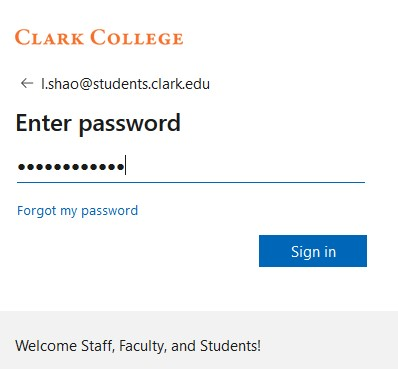 CLARK COLLEGE
← l.shao@students.clark.edu
Enter password
••••••••••••
Forgot my password
Sign in
Welcome Staff, Faculty, and Students!